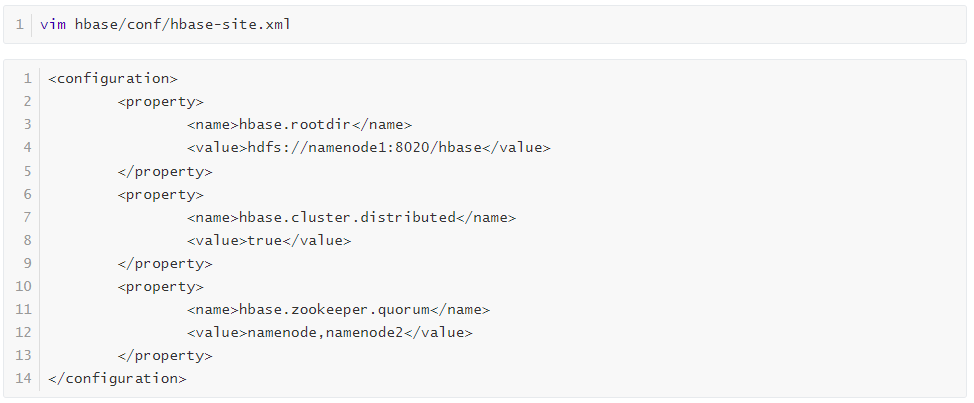 1 vim hbase/conf/hbase-site.xml
1 <configuration>
2 <property>
3 <name>hbase.rootdir</name>
4 <value>hdfs://namenode1:8020/hbase</value>
5 </property>
6 <property>
7 <name>hbase.cluster.distributed</name>
8 <value>true</value>
9 </property>
10 <property>
11 <name>hbase.zookeeper.quorum</name>
12 <value>namenode,namenode2</value>
13 </property>
14 </configuration>